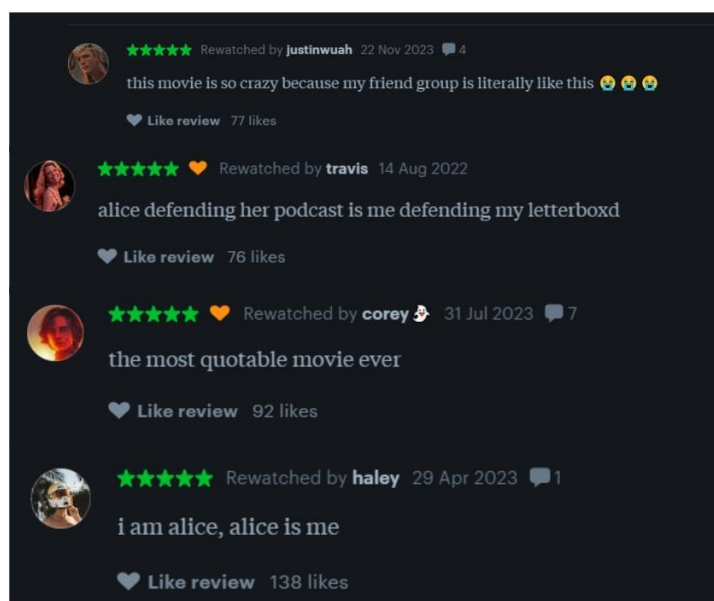 Rewatched by justinwuah 22 Nov 2023 4
this movie is so crazy because my friend group is literally like this 😭 😭 😭
Like review 77 likes
Rewatched by travis 14 Aug 2022
alice defending her podcast is me defending my letterboxd
Like review 76 likes
Rewatched by corey👻 31 Jul 2023 7
the most quotable movie ever
Like review 92 likes
Rewatched by haley 29 Apr 2023 1
i am alice, alice is me
Like review 138 likes